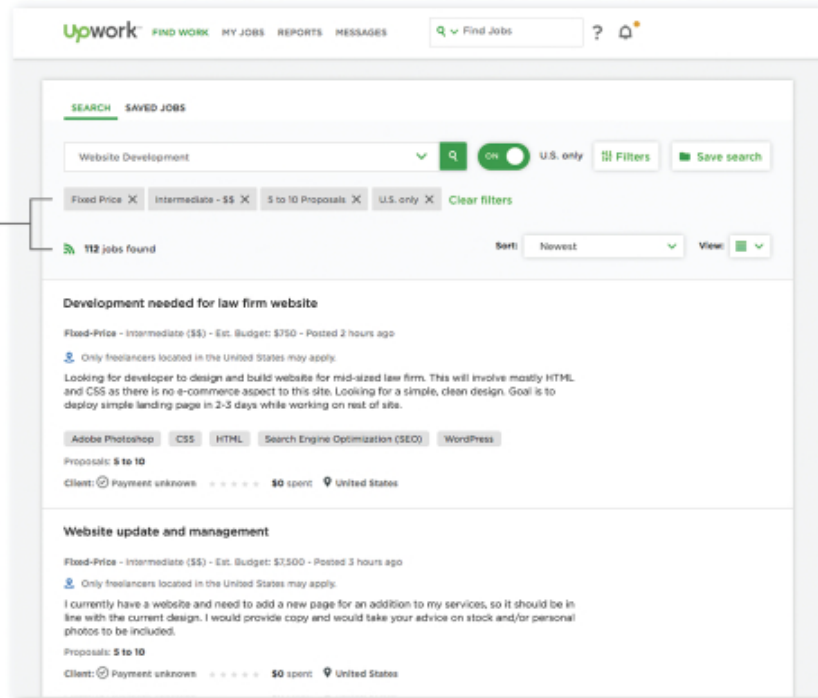 Upwork FIND WORK MY JOBS REPORTS MESSAGES Find Jobs ?
SEARCH SAVED JOBS
Website Development ON U.S. only Filters Save search
Fixed Price X Intermediate - $$ X 5 to 10 Proposals X U.S. only X Clear filters
112 jobs found Sort: Newest View:
Development needed for law firm website
Fixed-Price - Intermediate ($$) - Est. Budget: $750 - Posted 2 hours ago
Only freelancers located in the United States may apply.
Looking for developer to design and build website for mid-sized law firm. This will involve mostly HTML
and CSS as there is no e-commerce aspect to this site. Looking for a simple, clean design. Goal is to
deploy simple landing page in 2-3 days while working on rest of site.
Adobe Photoshop CSS HTML Search Engine Optimization (SEO) WordPress
Proposals: 5 to 10
Client: Payment unknown $0 spent United States
Website update and management
Fixed-Price - Intermediate ($$) - Est. Budget: $7,500 - Posted 3 hours ago
Only freelancers located in the United States may apply.
I currently have a website and need to add a new page for an addition to my services, so it should be in
line with the current design. I would provide copy and would take your advice on stock and/or personal
photos to be included.
Proposals: 5 to 10
Client: Payment unknown $0 spent United States